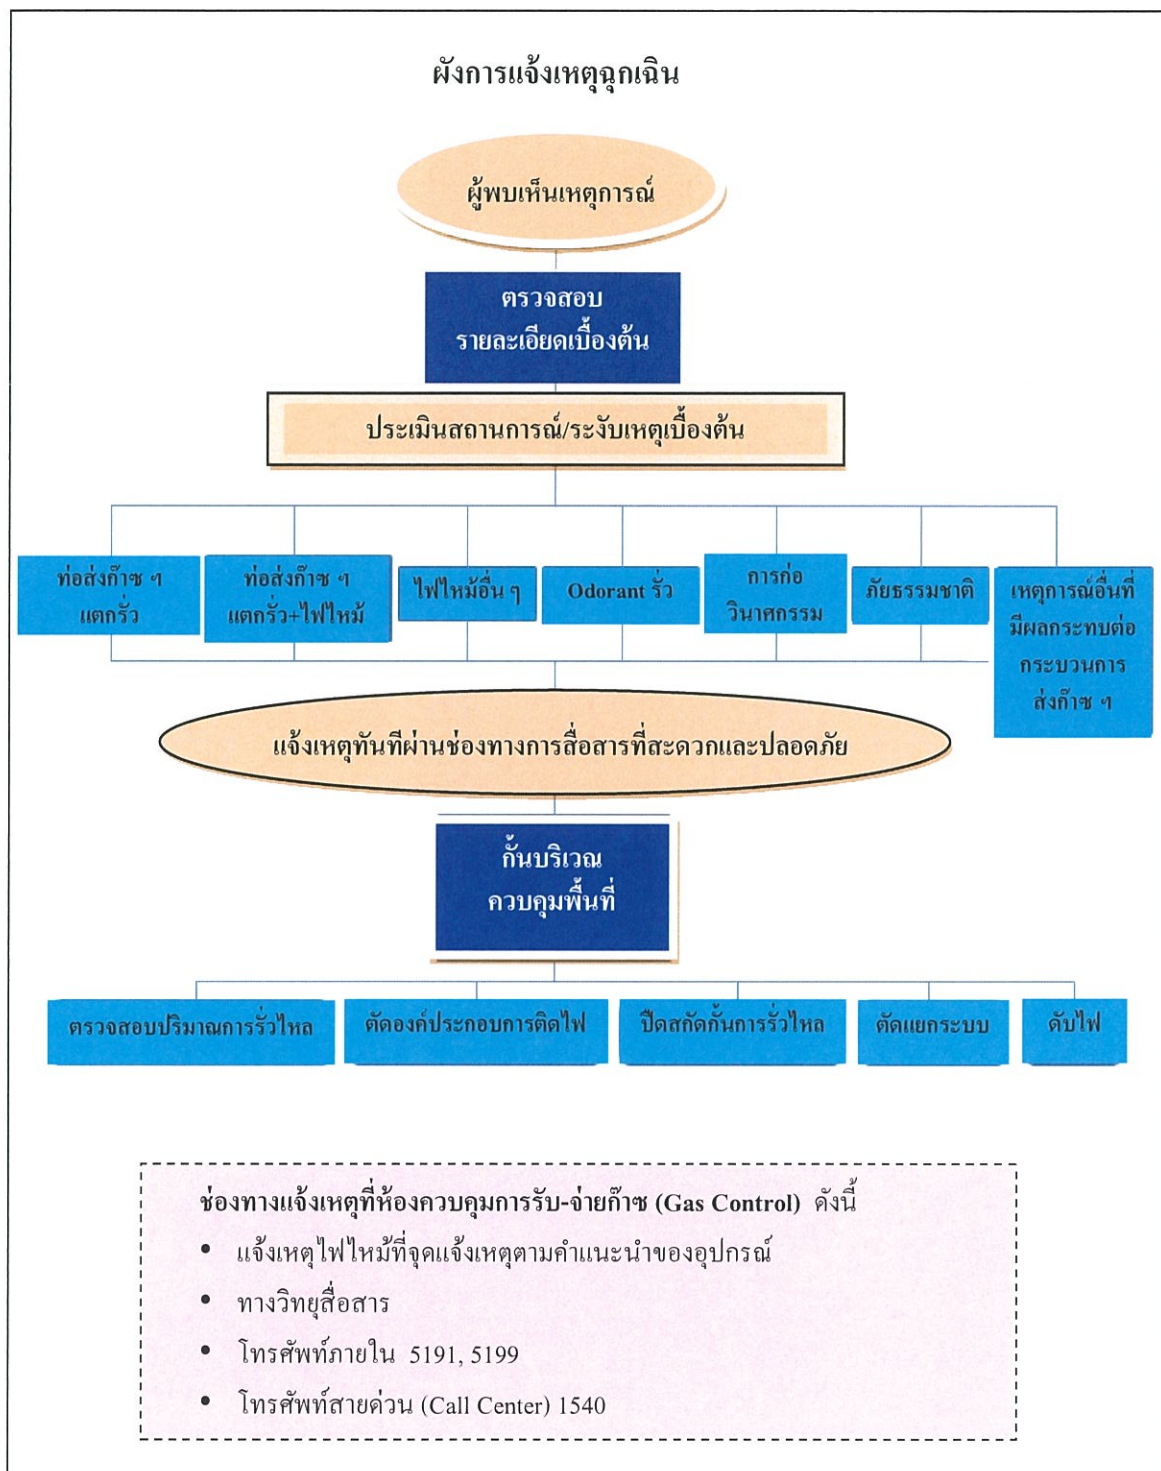 ผังการแจ้งเหตุฉุกเฉิน
ผู้พบเห็นเหตุการณ์
ตรวจสอบ
รายละเอียดเบื้องต้น
ประเมินสถานการณ์/ระงับเหตุเบื้องต้น
ท่อส่งก๊าซ ฯ
แตกรั่ว
ท่อส่งก๊าซ ฯ
แตกรั่ว+ไฟไหม้
ไฟไหม้อื่น ๆ
Odorant รั่ว
การก่อ
วินาศกรรม
ภัยธรรมชาติ
เหตุการณ์อื่นที่
มีผลกระทบต่อ
กระบวนการ
ส่งก๊าซ ฯ
แจ้งเหตุทันทีผ่านช่องทางการสื่อสารที่สะดวกและปลอดภัย
กั้นบริเวณ
ควบคุมพื้นที่
ตรวจสอบปริมาณการรั่วไหล
ตัดองค์ประกอบการติดไฟ
ปืดสกัดกั้นการรั่วไหล
ตัดแยกระบบ
ดับไฟ
ช่องทางแจ้งเหตุที่ห้องควบคุมการรับ-จ่ายก๊าซ (Gas Control) ดังนี้
• แจ้งเหตุไฟไหม้ที่จุดแจ้งเหตุตามคำแนะนำของอุปกรณ์
• ทางวิทยุสื่อสาร
• โทรศัพท์ภายใน 5191, 5199
• โทรศัพท์สายด่วน (Call Center) 1540